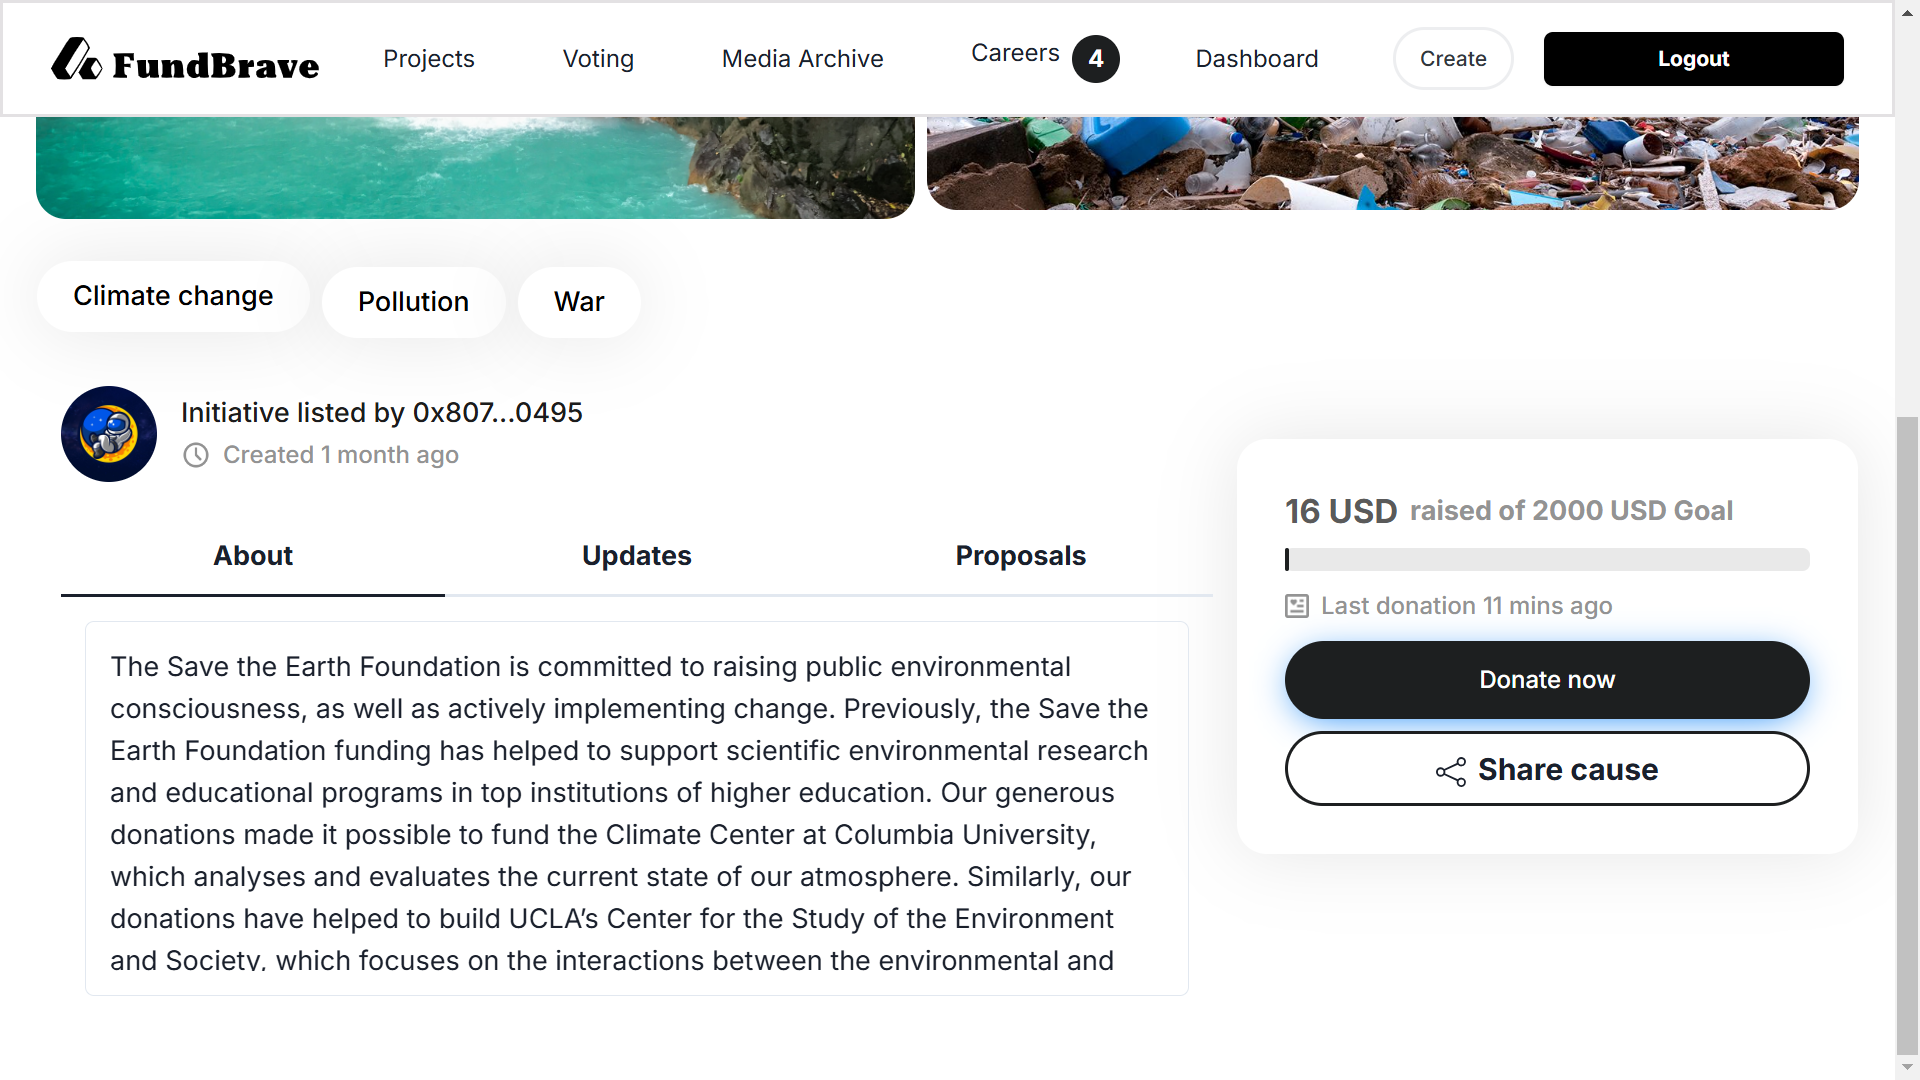 FundBrave
Projects
Voting
Media Archive
Careers
4
Dashboard
Create
Logout
Climate change
Pollution
War
Initiative listed by 0x807...0495
Created 1 month ago
About
Updates
Proposals
The Save the Earth Foundation is committed to raising public environmental
consciousness, as well as actively implementing change. Previously, the Save the
Earth Foundation funding has helped to support scientific environmental research
and educational programs in top institutions of higher education. Our generous
donations made it possible to fund the Climate Center at Columbia University,
which analyses and evaluates the current state of our atmosphere. Similarly, our
donations have helped to build UCLA’s Center for the Study of the Environment
and Society, which focuses on the interactions between the environmental and
16 USD raised of 2000 USD Goal
Last donation 11 mins ago
Donate now
Share cause